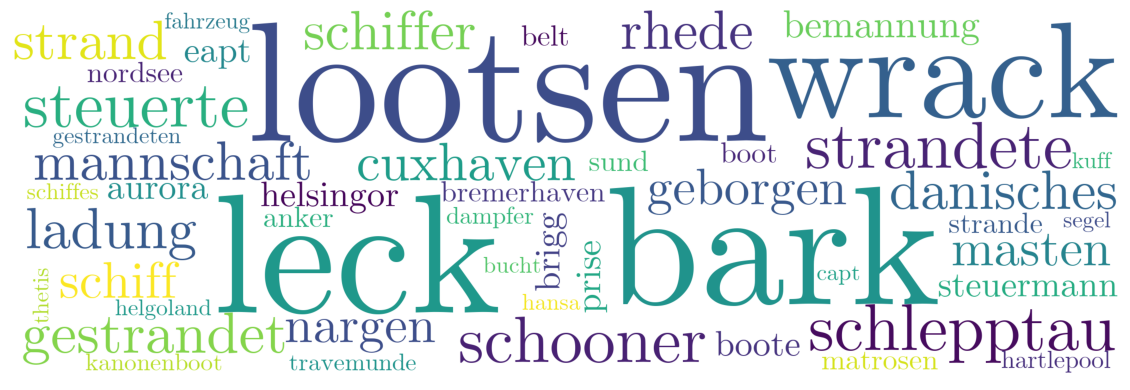 fahrzeug
strand
eapt
schiffer
belt
rhede
bemannung
nordsee
lootsen
wrack
steuerte
gestrandeten
mannschaft
cuxhaven
sund
boot
strandete
kuff
schiffes
aurora
helsingor
bremerhaven
geborgen
danisches
ladung
leck
anker
dampfer
brigg
bark
strande
segel
masten
thetis
schiff
bucht
prise
capt
steuermann
helgoland
hansa
gestrandet
nargen
schooner
boote
schlepptau
kanonenboot
travemunde
matrosen
hartlepool